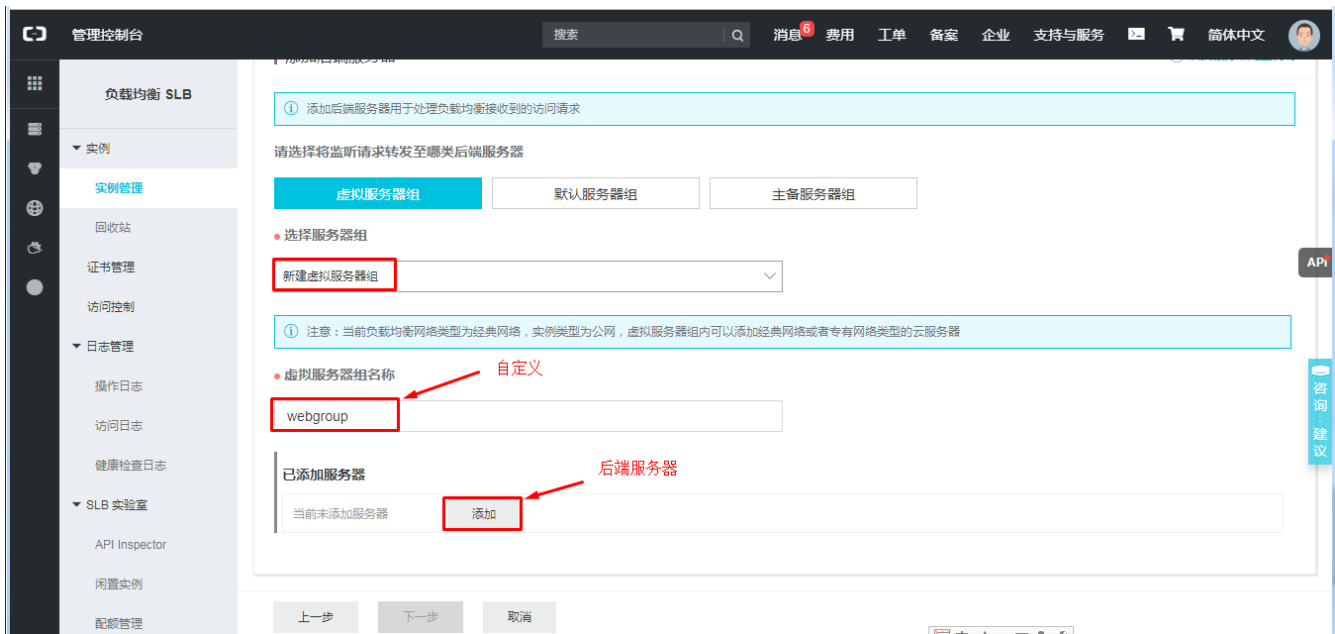 管理控制台
搜索
消息 6 费用 工单 备案 企业 支持与服务 简体中文
负载均衡 SLB
实例
实例管理
回收站
证书管理
访问控制
日志管理
操作日志
访问日志
健康检查日志
SLB 实验室
API Inspector
闲置实例
配额管理
添加后端服务器
添加后端服务器用于处理负载均衡接收到的访问请求
请选择将监听请求转发至哪类后端服务器
虚拟服务器组 默认服务器组 主备服务器组
选择服务器组
新建虚拟服务器组
注意：当前负载均衡网络类型为经典网络，实例类型为公网，虚拟服务器组内可以添加经典网络或者专有网络类型的云服务器
虚拟服务器组名称
自定义
webgroup
已添加服务器
后端服务器
当前未添加服务器 添加
上一步 下一步 取消
API
咨询·建议